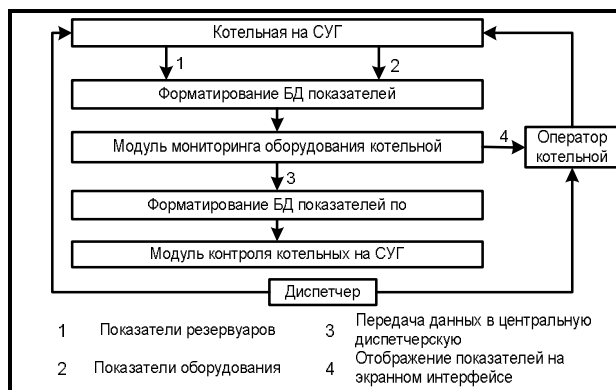 Котельная на СУГ
1
2
Форматирование БД показателей
Модуль мониторинга оборудования котельной
4
Оператор
котельной
3
Форматирование БД показателей по
Модуль контроля котельных на СУГ
Диспетчер
1 Показатели резервуаров
2 Показатели оборудования
3 Передача данных в центральную
диспетчерскую
4 Отображение показателей на
экранном интерфейсе